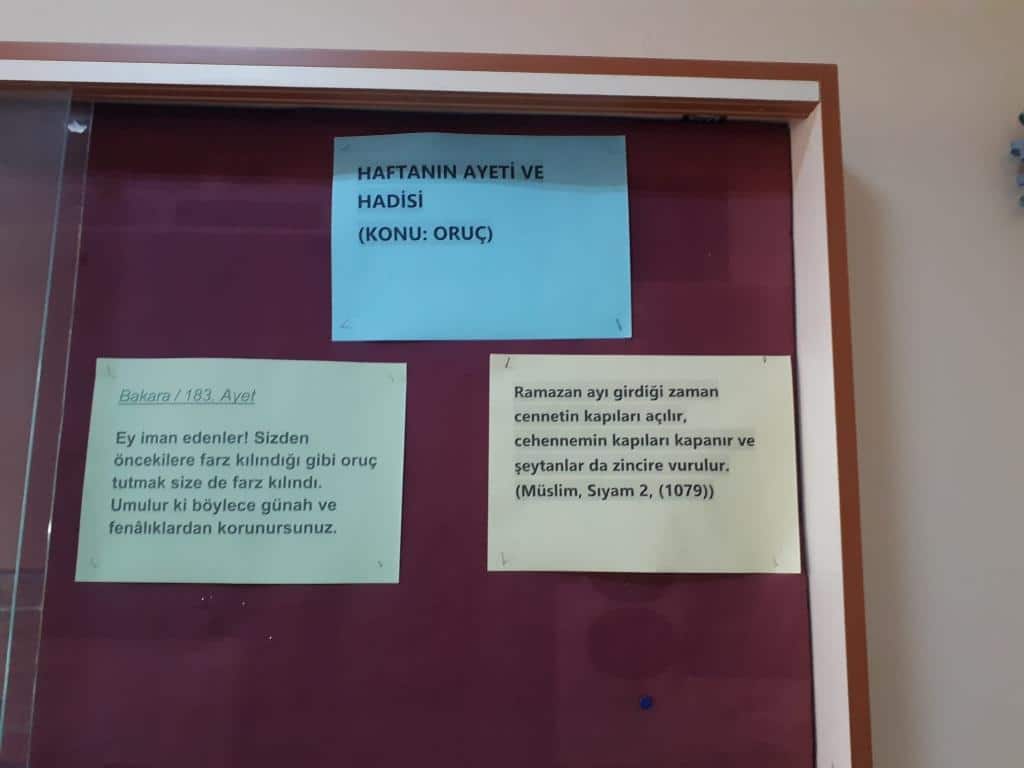 HAFTANIN AYETİ VE
HADİSİ
(KONU: ORUÇ)
Bakara / 183. Ayet
Ey iman edenler! Sizden
öncekilere farz kılındığı gibi oruç
tutmak size de farz kılındı.
Umulur ki böylece günah ve
fenâlıklardan korunursunuz.
Ramazan ayı girdiği zaman
cennetin kapıları açılır,
cehennemin kapıları kapanır ve
şeytanlar da zincire vurulur.
(Müslim, Sıyam 2, (1079))